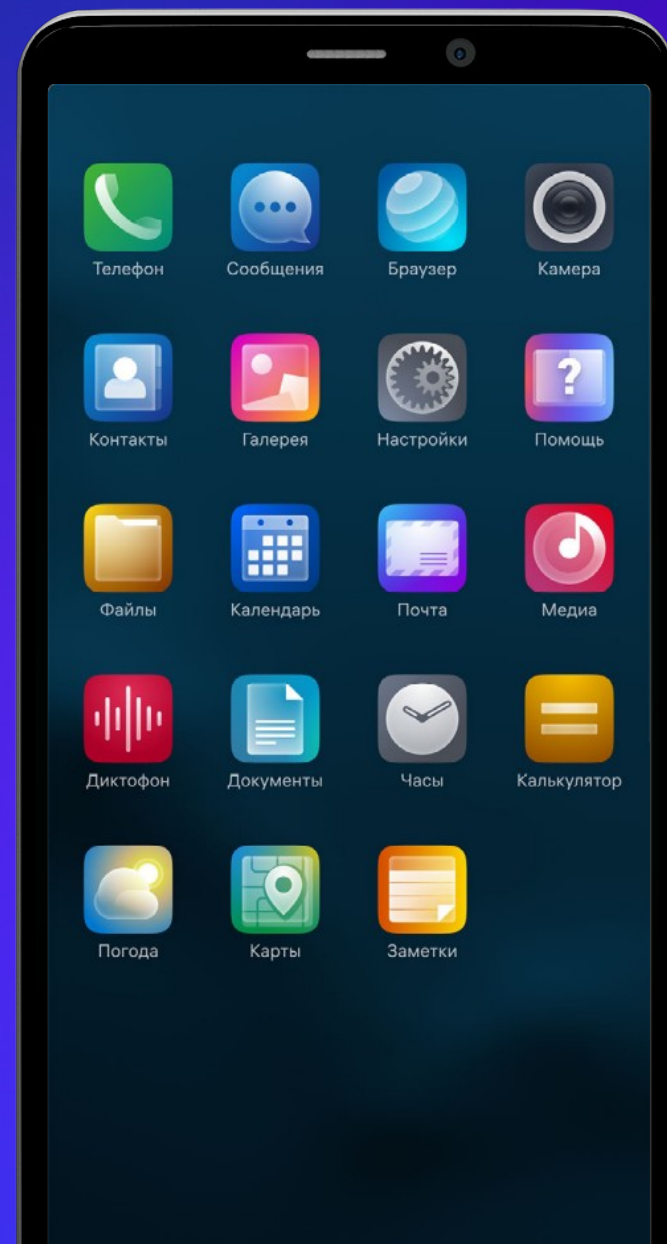 Телефон Сообщения Браузер Камера
Контакты Галерея Настройки Помощь
Файлы Календарь Почта Медиа
Диктофон Документы Часы Калькулятор
Погода Карты Заметки